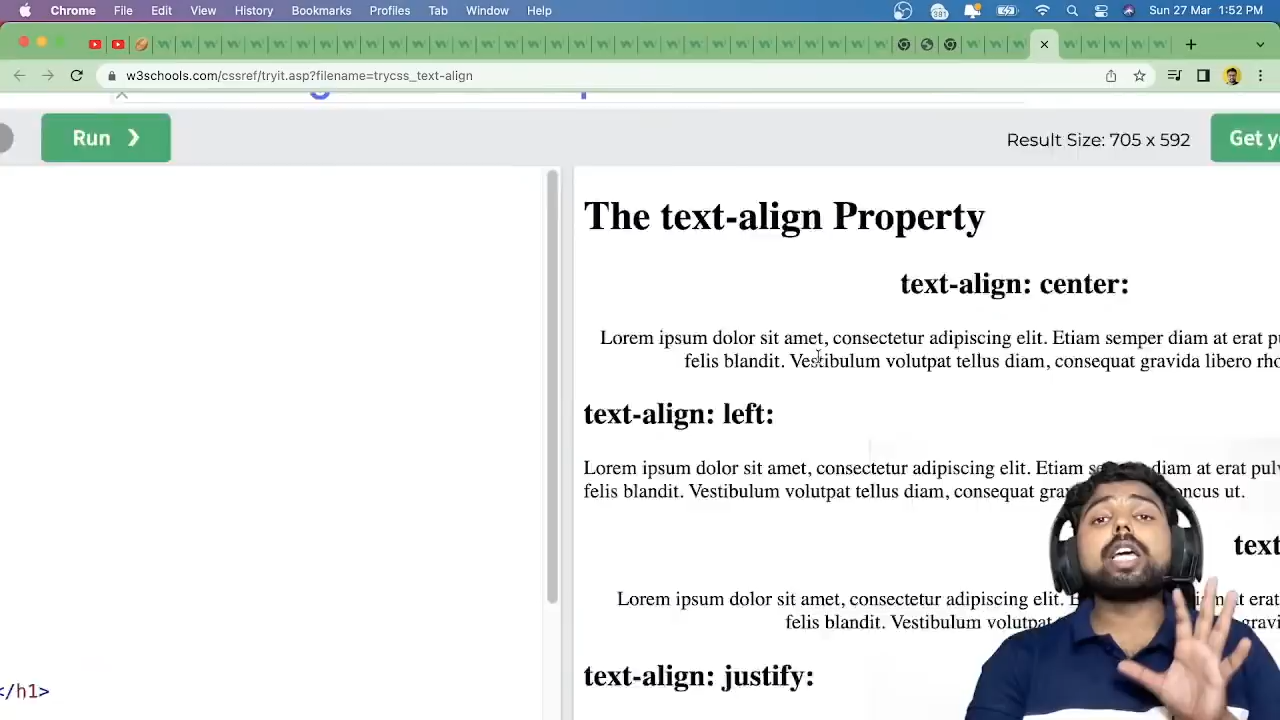 Chrome File Edit View History Bookmarks Profiles Tab Window Help 381 Sun 27 Mar 1:52 PM
w3schools.com/cssref/tryit.asp?filename=trycss_text-align
Run ❯ Result Size: 705 x 592 Get
The text-align Property
text-align: center:
Lorem ipsum dolor sit amet, consectetur adipiscing elit. Etiam semper diam at erat
felis blandit. Vestibulum volutpat tellus diam, consequat gravida libero
text-align: left:
Lorem ipsum dolor sit amet, consectetur adipiscing elit. Etiam diam at erat
felis blandit. Vestibulum volutpat tellus diam, consequat ut.
text
Lorem ipsum dolor sit amet, consectetur adipiscing elit. erat
felis blandit. Vestibulum volutpat
text-align: justify:
</h1>